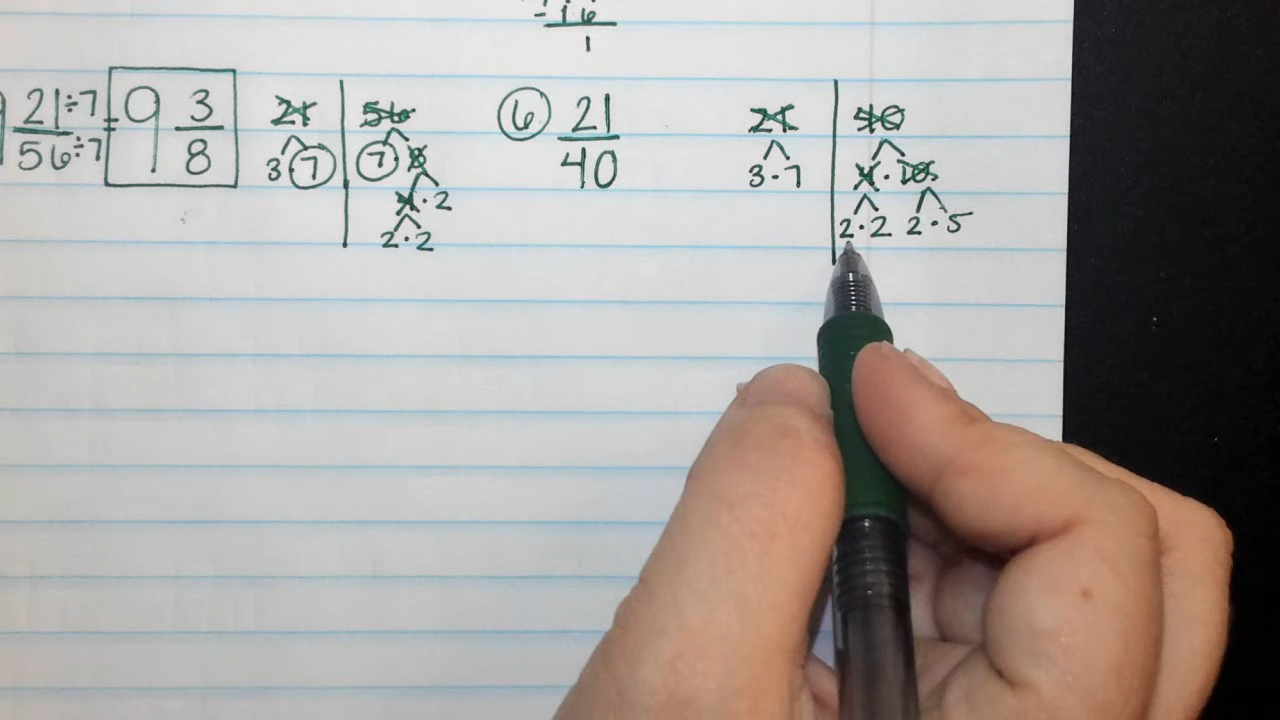 - 16
1
9 21÷7 / 56÷7 = 9 3/8
21 | 56
3 7 | 7 8
4 · 2
2 · 2
6 21/40
21 | 40
3 · 7 | 4 · 10
2 · 2 2 · 5